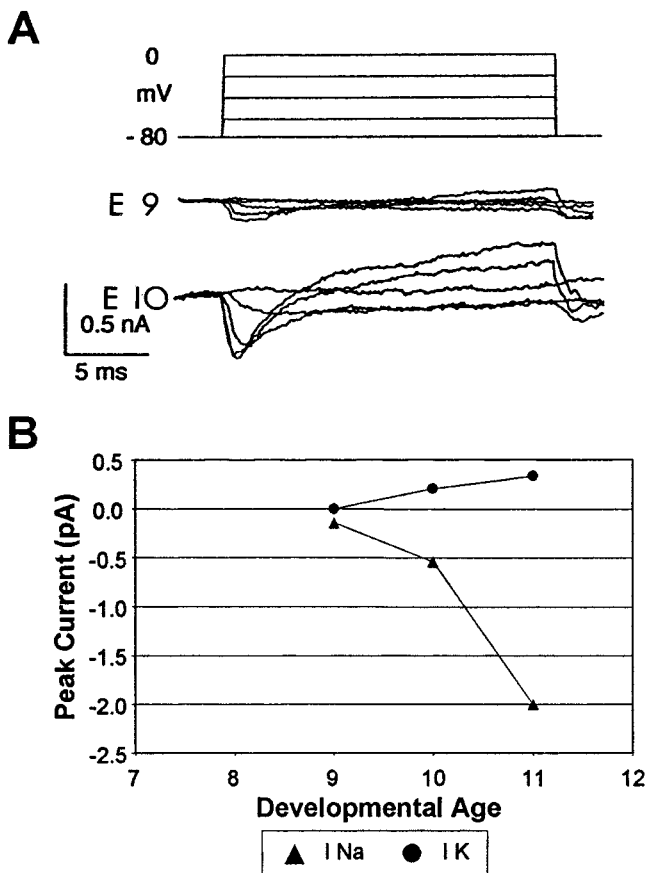 A
0
mV
- 80
E 9
E 10
0.5 nA
5 ms
B
Peak Current (pA)
0.5
0.0
-0.5
-1.0
-1.5
-2.0
-2.5
7 8 9 10 11 12
Developmental Age
▲ I Na ● I K